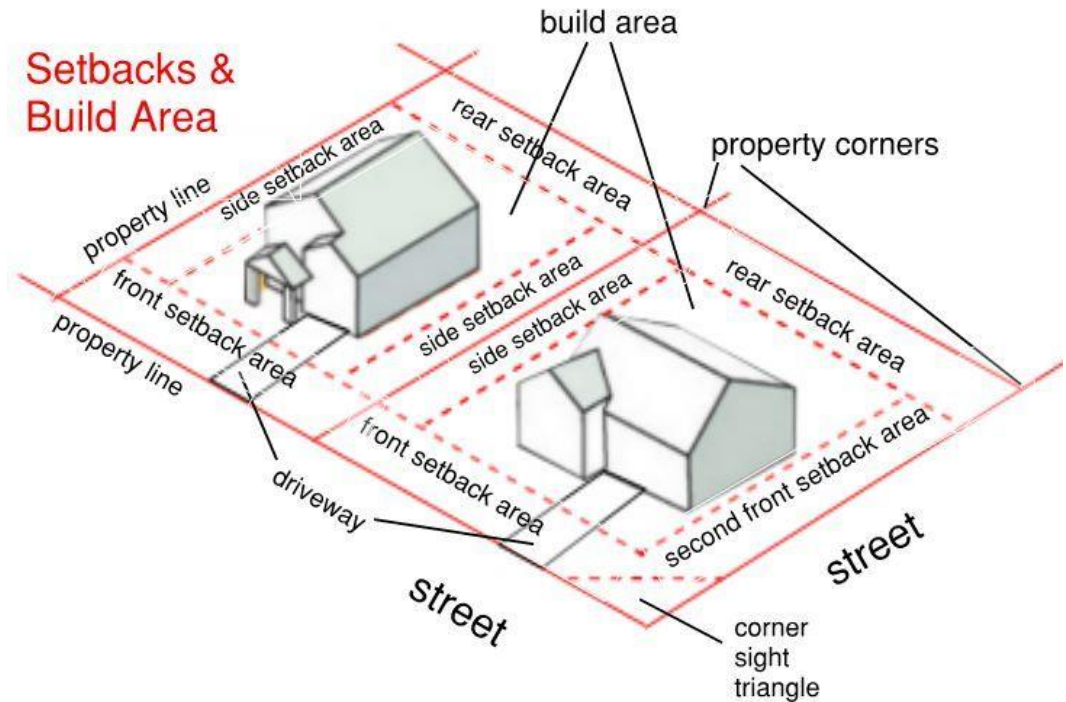 build area
Setbacks &
Build Area
rear setback area
property corners
side setback area
property line
rear setback area
front setback area
side setback area
side setback area
property line
front setback area
second front setback area
driveway
street
street
corner
sight
triangle